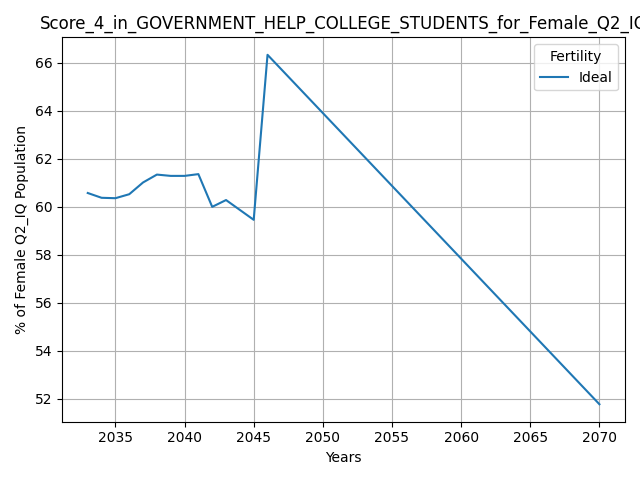 Score_4_in_GOVERNMENT_HELP_COLLEGE_STUDENTS_for_Female_Q2_IQ
Fertility
Ideal
% of Female Q2_IQ Population
66
64
62
60
58
56
54
52
2035 2040 2045 2050 2055 2060 2065 2070
Years